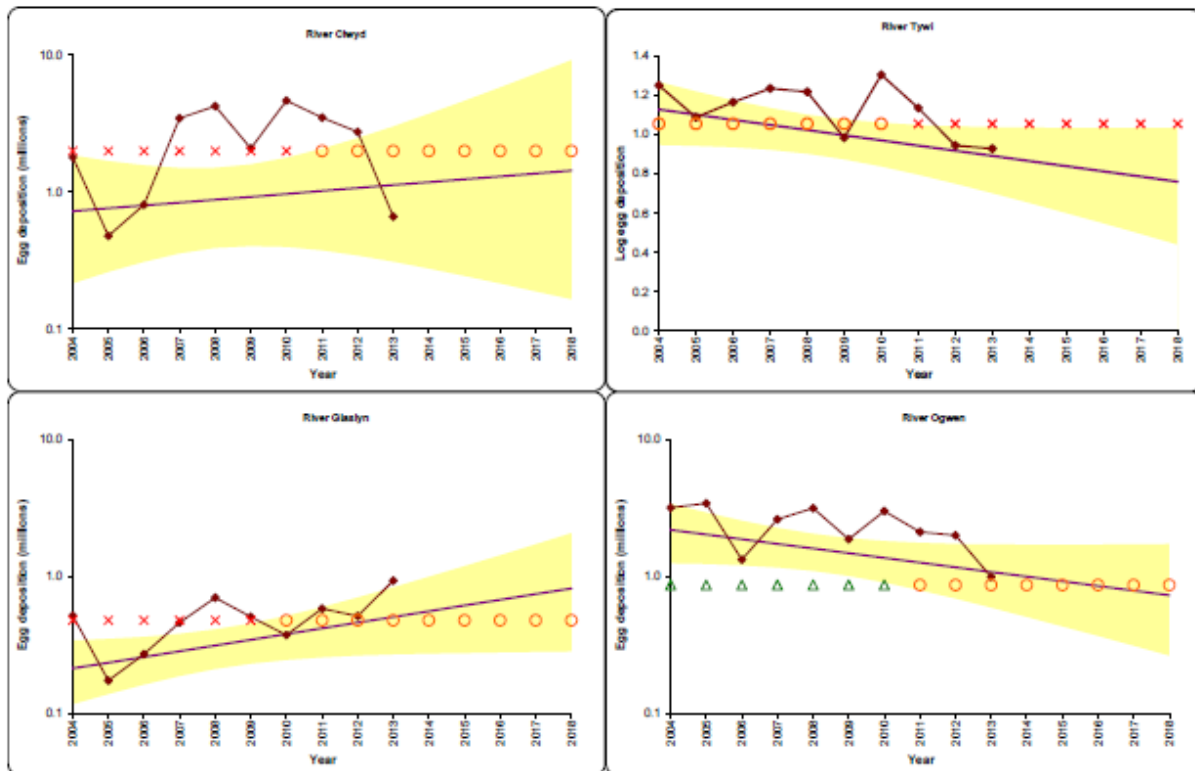 River Clwyd
10.0
1.0
0.1
Egg deposition (millions)
2004 2005 2006 2007 2008 2009 2010 2011 2012 2013 2014 2015 2016 2017 2018
Year
River Tywi
1.4
1.2
1.0
0.8
0.6
0.4
0.2
0.0
Log egg deposition
2004 2005 2006 2007 2008 2009 2010 2011 2012 2013 2014 2015 2016 2017 2018
Year
River Glaslyn
10.0
1.0
0.1
Egg deposition (millions)
2004 2005 2006 2007 2008 2009 2010 2011 2012 2013 2014 2015 2016 2017 2018
Year
River Ogwen
10.0
1.0
0.1
Egg deposition (millions)
2004 2005 2006 2007 2008 2009 2010 2011 2012 2013 2014 2015 2016 2017 2018
Year